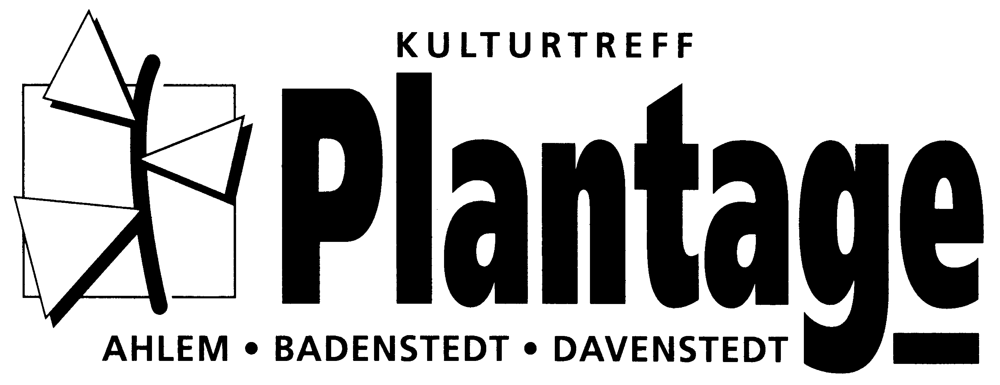 KULTURTREFF
Plantage
AHLEM • BADENSTEDT • DAVENSTEDT